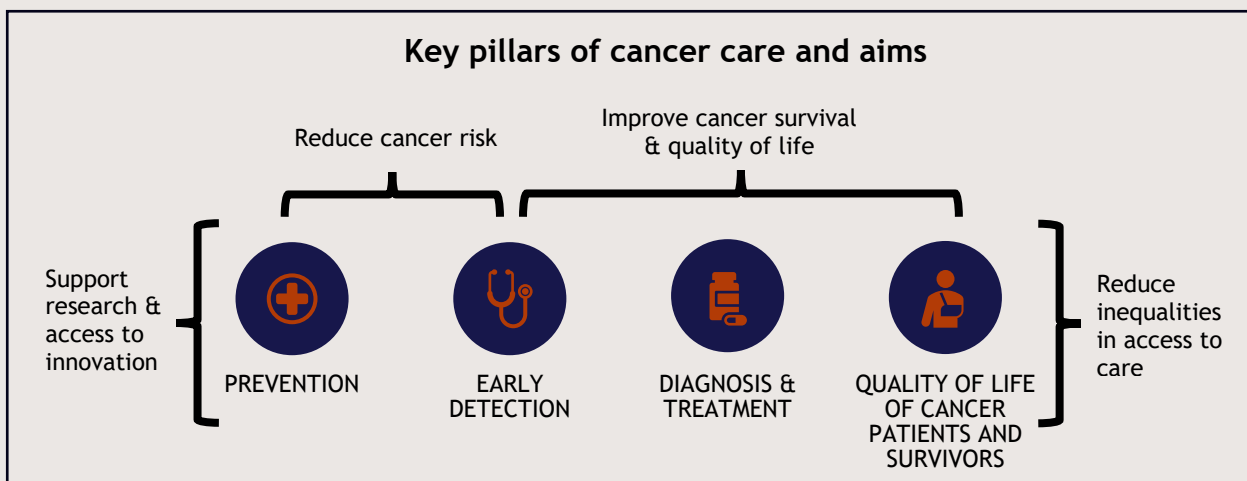 Key pillars of cancer care and aims
Reduce cancer risk
Improve cancer survival
& quality of life
Support
research &
access to
innovation
PREVENTION
EARLY
DETECTION
DIAGNOSIS &
TREATMENT
QUALITY OF LIFE
OF CANCER
PATIENTS AND
SURVIVORS
Reduce
inequalities
in access to
care